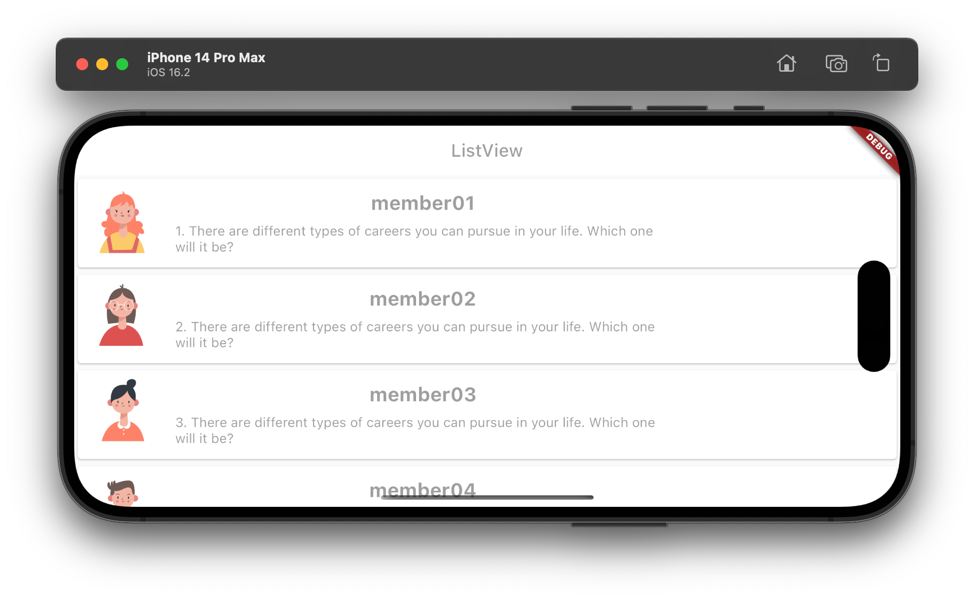 iPhone 14 Pro Max
iOS 16.2
ListView
DEBUG
member01
1. There are different types of careers you can pursue in your life. Which one
will it be?
member02
2. There are different types of careers you can pursue in your life. Which one
will it be?
member03
3. There are different types of careers you can pursue in your life. Which one
will it be?
member04